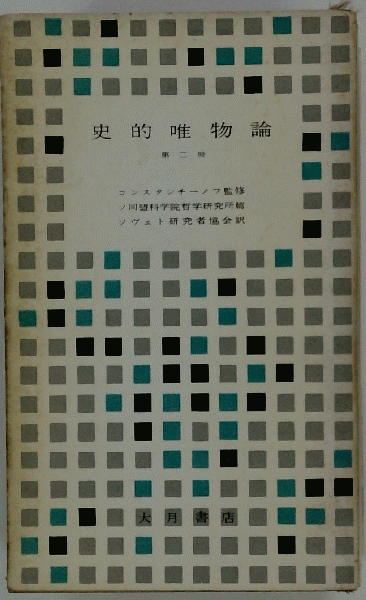 史的唯物論
第二冊
コンスタンチーノフ監修
ソ同盟科学院哲学研究所編
ソヴェト研究者協会訳
大月書店